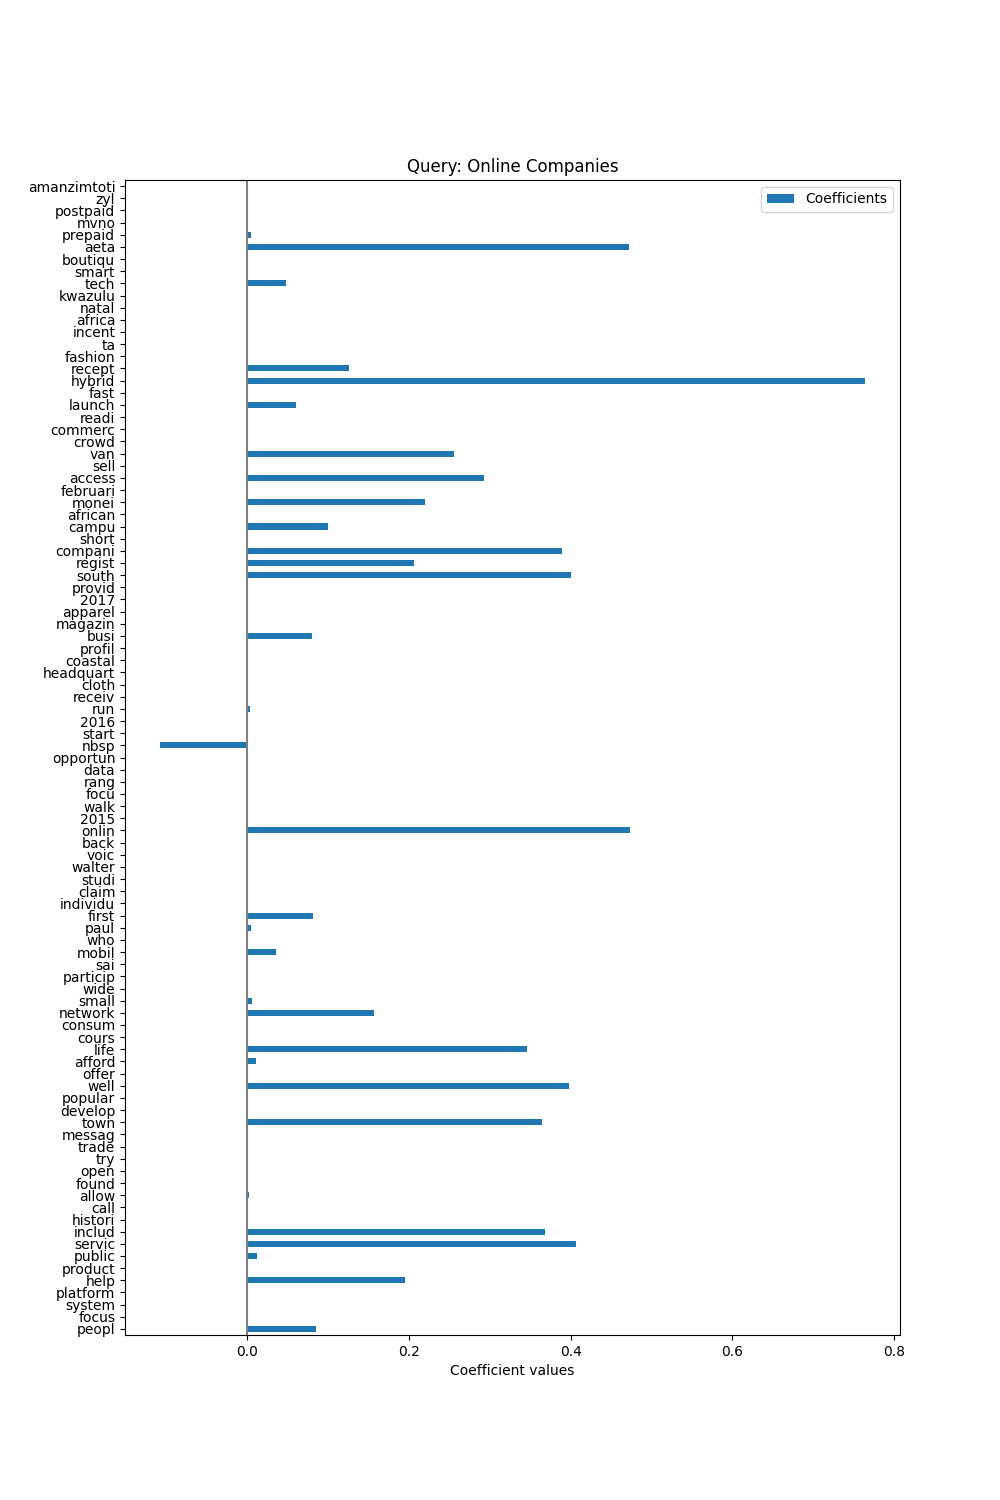 Query: Online Companies
Coefficients
amanzimtoti
zyl
postpaid
mvno
prepaid
aeta
boutiqu
smart
tech
kwazulu
natal
africa
incent
ta
fashion
recept
hybrid
fast
launch
readi
commerc
crowd
van
sell
access
februari
monei
african
campu
short
compani
regist
south
provid
2017
apparel
magazin
busi
profil
coastal
headquart
cloth
receiv
run
2016
start
nbsp
opportun
data
rang
focu
walk
2015
onlin
back
voic
walter
studi
claim
individu
first
paul
who
mobil
sai
particip
wide
small
network
consum
cours
life
afford
offer
well
popular
develop
town
messag
trade
try
open
found
allow
call
histori
includ
servic
public
product
help
platform
system
focus
peopl
0.0 0.2 0.4 0.6 0.8
Coefficient values